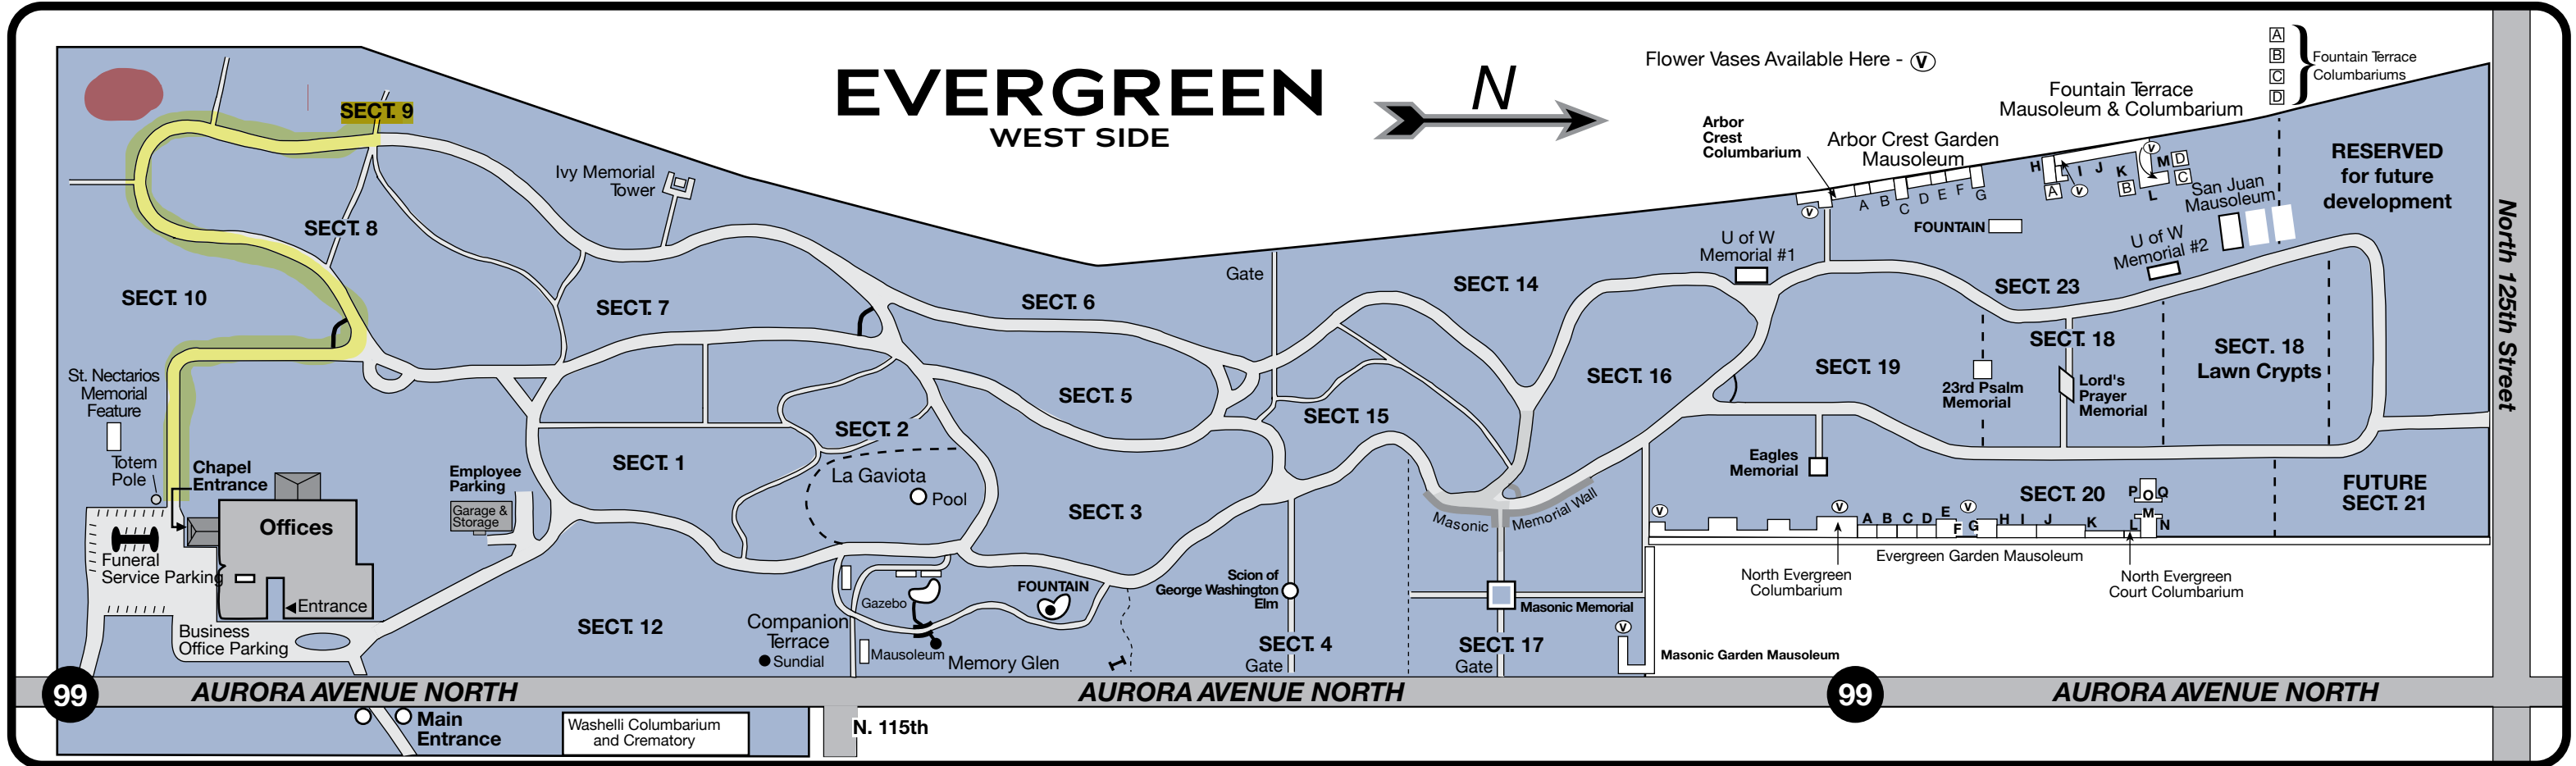 EVERGREEN
WEST SIDE
N
Flower Vases Available Here - V
A
B
C
D
Fountain Terrace
Columbariums
Fountain Terrace
Mausoleum & Columbarium
Arbor
Crest
Columbarium
Arbor Crest Garden
Mausoleum
SECT. 9
Ivy Memorial
Tower
SECT. 8
SECT. 10
SECT. 7
SECT. 6
Gate
SECT. 14
U of W
Memorial #1
V
A B C D E F G
FOUNTAIN
H I J K L M
A
V
B
V
D
C
San Juan
Mausoleum
U of W
Memorial #2
RESERVED
for future
development
North 125th Street
SECT. 23
SECT. 18
SECT. 18
Lawn Crypts
SECT. 19
23rd Psalm
Memorial
Lord's
Prayer
Memorial
SECT. 16
SECT. 5
SECT. 15
SECT. 2
SECT. 1
La Gaviota
Pool
SECT. 3
St. Nectarios
Memorial
Feature
Totem
Pole
Chapel
Entrance
Offices
Employee
Parking
Garage &
Storage
Funeral
Service Parking
Entrance
Business
Office Parking
SECT. 12
Companion
Terrace
Sundial
Gazebo
Mausoleum
Memory Glen
FOUNTAIN
Scion of
George Washington
Elm
SECT. 4
Gate
Masonic Memorial Wall
Masonic Memorial
SECT. 17
Gate
V
Masonic Garden Mausoleum
Eagles
Memorial
SECT. 20
FUTURE
SECT. 21
V
V
A B C D E F
V
G H I J K L M N O P Q
Evergreen Garden Mausoleum
North Evergreen
Columbarium
North Evergreen
Court Columbarium
99
AURORA AVENUE NORTH
AURORA AVENUE NORTH
99
AURORA AVENUE NORTH
Main
Entrance
Washelli Columbarium
and Crematory
N. 115th